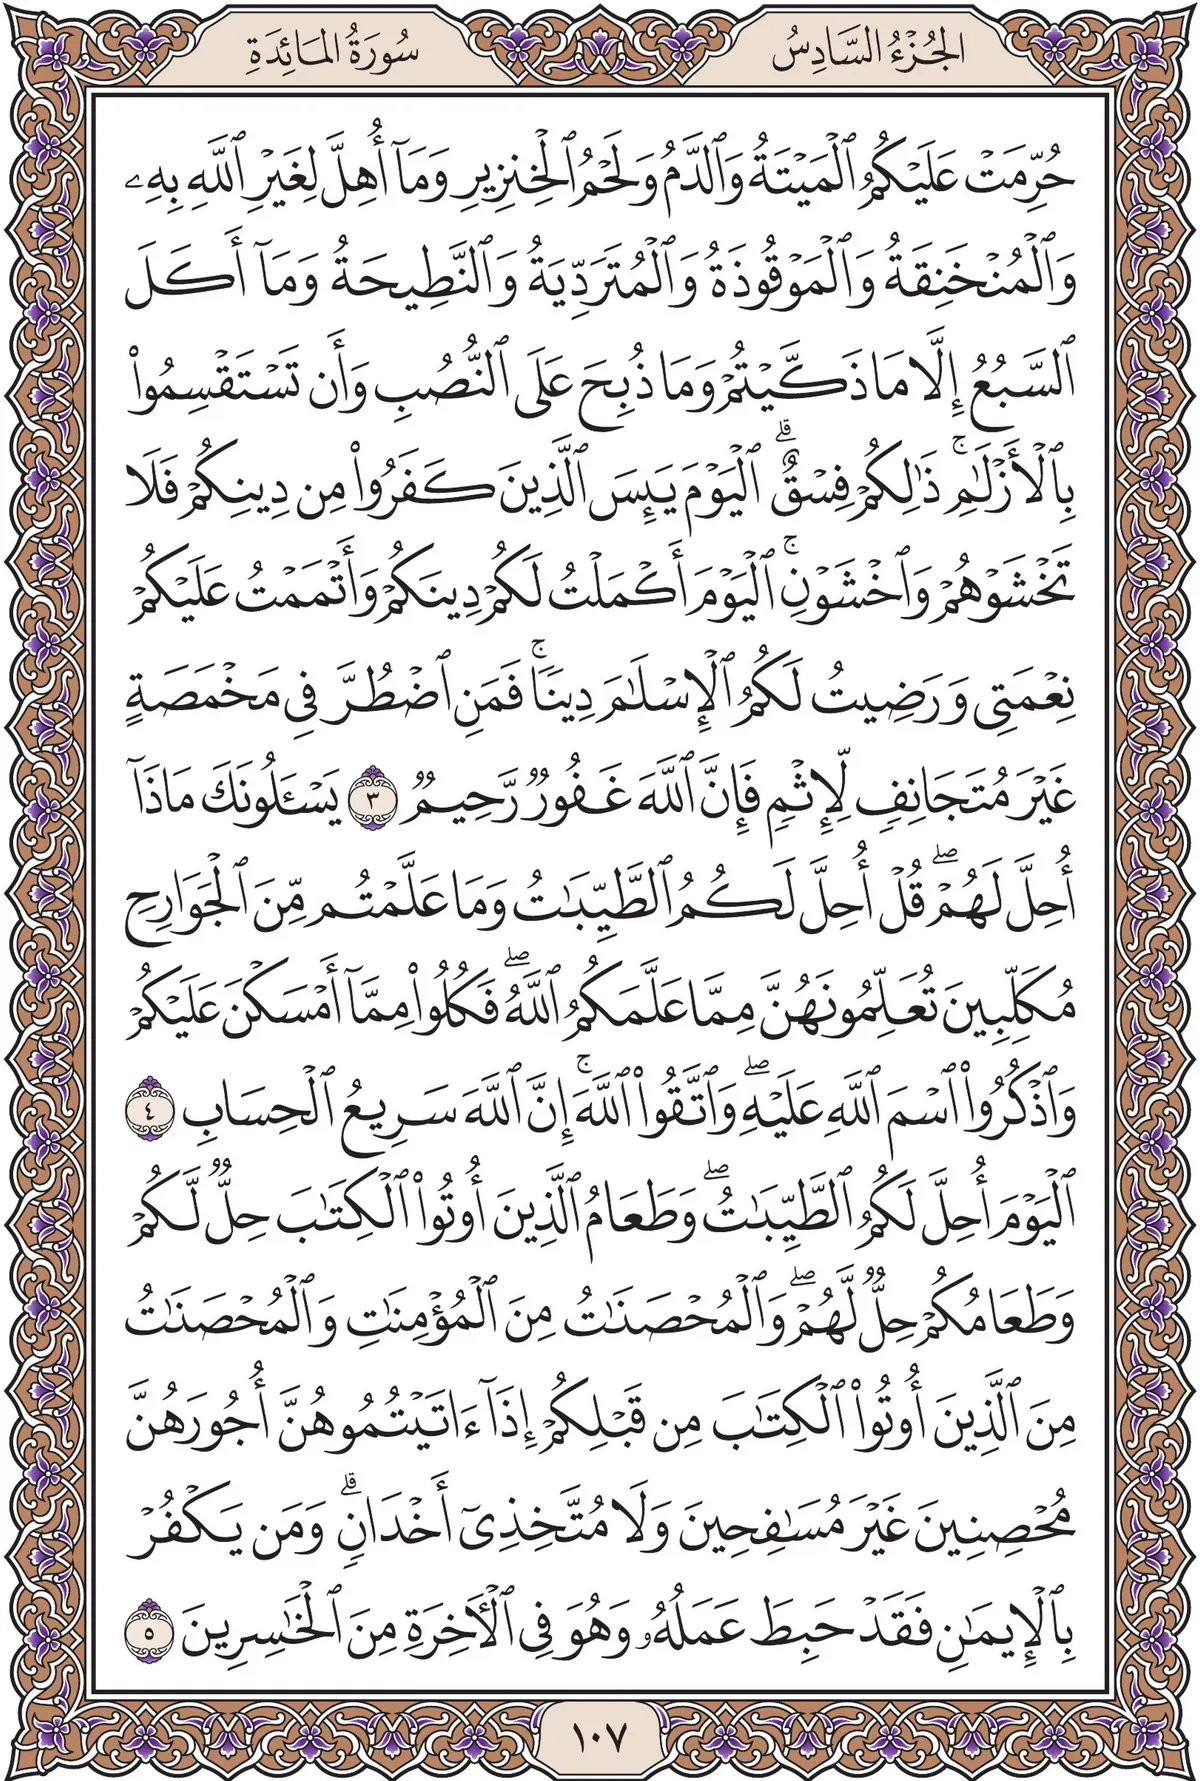 الجُزْءُ السَّادِسُ
سُورَةُ المَائِدَةِ
حُرِّمَتْ عَلَيْكُمُ ٱلْمَيْتَةُ وَٱلدَّمُ وَلَحْمُ ٱلْخِنزِيرِ وَمَآ أُهِلَّ لِغَيْرِ ٱللَّهِ بِهِۦ
وَٱلْمُنْخَنِقَةُ وَٱلْمَوْقُوذَةُ وَٱلْمُتَرَدِّيَةُ وَٱلنَّطِيحَةُ وَمَآ أَكَلَ
ٱلسَّبُعُ إِلَّا مَا ذَكَّيْتُمْ وَمَا ذُبِحَ عَلَى ٱلنُّصُبِ وَأَن تَسْتَقْسِمُوا۟
بِٱلْأَزْلَـٰمِ ۚ ذَٰلِكُمْ فِسْقٌ ۗ ٱلْيَوْمَ يَئِسَ ٱلَّذِينَ كَفَرُوا۟ مِن دِينِكُمْ فَلَا
تَخْشَوْهُمْ وَٱخْشَوْنِ ۚ ٱلْيَوْمَ أَكْمَلْتُ لَكُمْ دِينَكُمْ وَأَتْمَمْتُ عَلَيْكُمْ
نِعْمَتِى وَرَضِيتُ لَكُمُ ٱلْإِسْلَـٰمَ دِينًا ۚ فَمَنِ ٱضْطُرَّ فِى مَخْمَصَةٍ
غَيْرَ مُتَجَانِفٍ لِّإِثْمٍ فَإِنَّ ٱللَّهَ غَفُورٌ رَّحِيمٌ ٣ يَسْـَٔلُونَكَ مَاذَآ
أُحِلَّ لَهُمْ ۖ قُلْ أُحِلَّ لَكُمُ ٱلطَّيِّبَـٰتُ وَمَا عَلَّمْتُم مِّنَ ٱلْجَوَارِحِ
مُكَلِّبِينَ تُعَلِّمُونَهُنَّ مِمَّا عَلَّمَكُمُ ٱللَّهُ ۖ فَكُلُوا۟ مِمَّآ أَمْسَكْنَ عَلَيْكُمْ
وَٱذْكُرُوا۟ ٱسْمَ ٱللَّهِ عَلَيْهِ ۖ وَٱتَّقُوا۟ ٱللَّهَ ۚ إِنَّ ٱللَّهَ سَرِيعُ ٱلْحِسَابِ ٤
ٱلْيَوْمَ أُحِلَّ لَكُمُ ٱلطَّيِّبَـٰتُ ۖ وَطَعَامُ ٱلَّذِينَ أُوتُوا۟ ٱلْكِتَـٰبَ حِلٌّ لَّكُمْ
وَطَعَامُكُمْ حِلٌّ لَّهُمْ ۖ وَٱلْمُحْصَنَـٰتُ مِنَ ٱلْمُؤْمِنَـٰتِ وَٱلْمُحْصَنَـٰتُ
مِنَ ٱلَّذِينَ أُوتُوا۟ ٱلْكِتَـٰبَ مِن قَبْلِكُمْ إِذَآ ءَاتَيْتُمُوهُنَّ أُجُورَهُنَّ
مُحْصِنِينَ غَيْرَ مُسَـٰفِحِينَ وَلَا مُتَّخِذِىٓ أَخْدَانٍ ۗ وَمَن يَكْفُرْ
بِٱلْإِيمَـٰنِ فَقَدْ حَبِطَ عَمَلُهُۥ وَهُوَ فِى ٱلْـَٔاخِرَةِ مِنَ ٱلْخَـٰسِرِينَ ٥
١٠٧